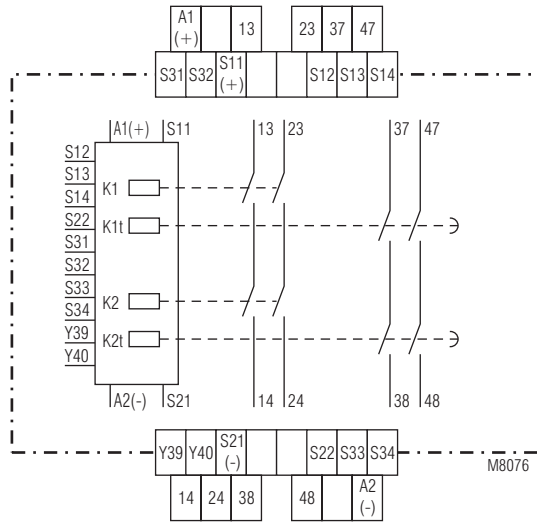 A1 (+) 13 23 37 47
S31 S32 S11 (+) S12 S13 S14
A1(+) S11 13 23 37 47
S12
S13
S14
S22
S31
S32
S33
S34
Y39
Y40
K1
K1t
K2
K2t
A2(-) S21 14 24 38 48
Y39 Y40 S21 (-) S22 S33 S34
14 24 38 48 A2 (-)
M8076